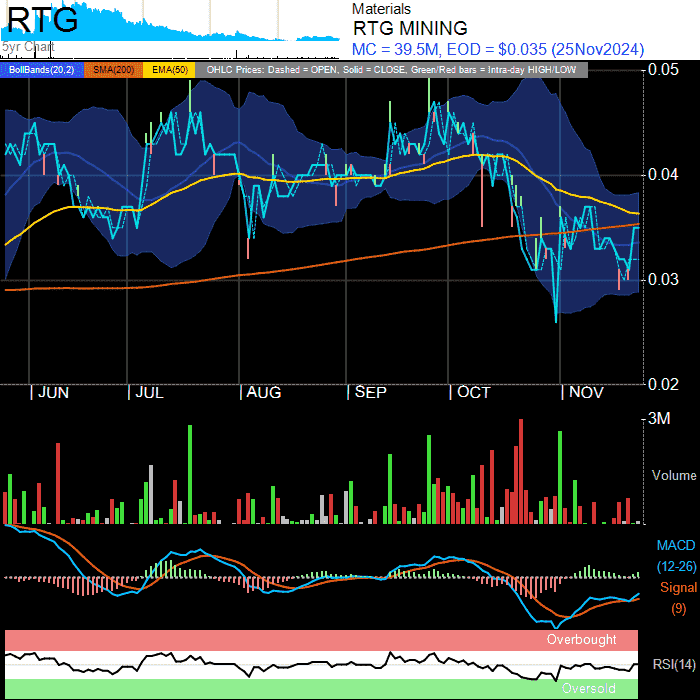 RTG
5yr Chart
Materials
RTG MINING
MC = 39.5M, EOD = $0.035 (25Nov2024)
BollBands(20,2) SMA(200) EMA(50) OHLC Prices: Dashed = OPEN, Solid = CLOSE, Green/Red bars = Intra-day HIGH/LOW
0.05
0.04
0.03
0.02
JUN JUL AUG SEP OCT NOV
3M
Volume
MACD
(12-26)
Signal
(9)
Overbought
RSI(14)
Oversold